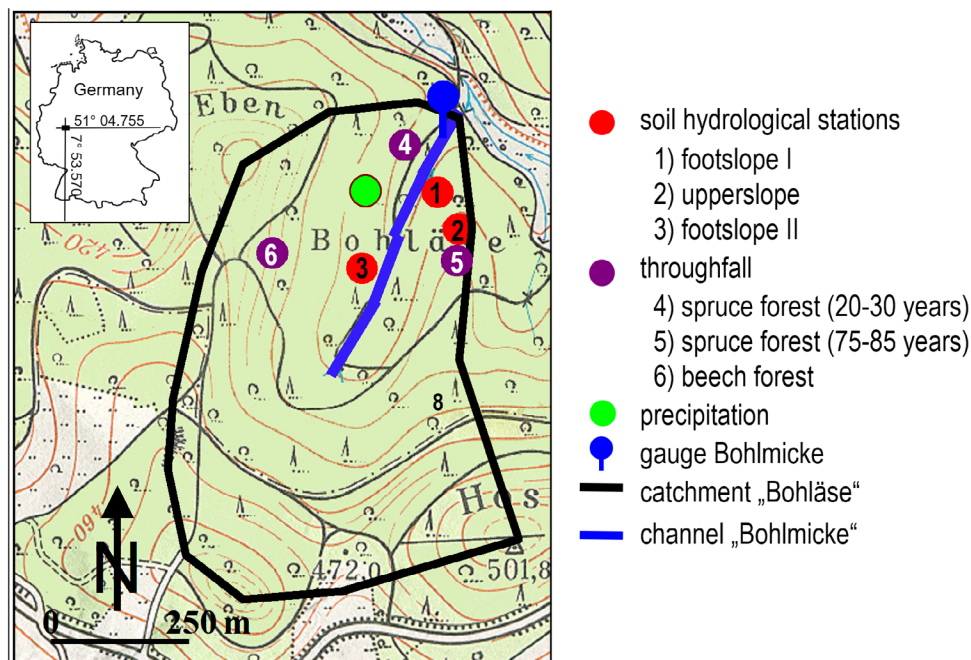 Germany
51° 04.755
7° 53.570
Eben
4
1
2
Bohläse
6
5
3
420
8
Hos
460
472,0
501,8
N
0 250 m
soil hydrological stations
1) footslope I
2) upperslope
3) footslope II
throughfall
4) spruce forest (20-30 years)
5) spruce forest (75-85 years)
6) beech forest
precipitation
gauge Bohlmicke
catchment „Bohläse“
channel „Bohlmicke“